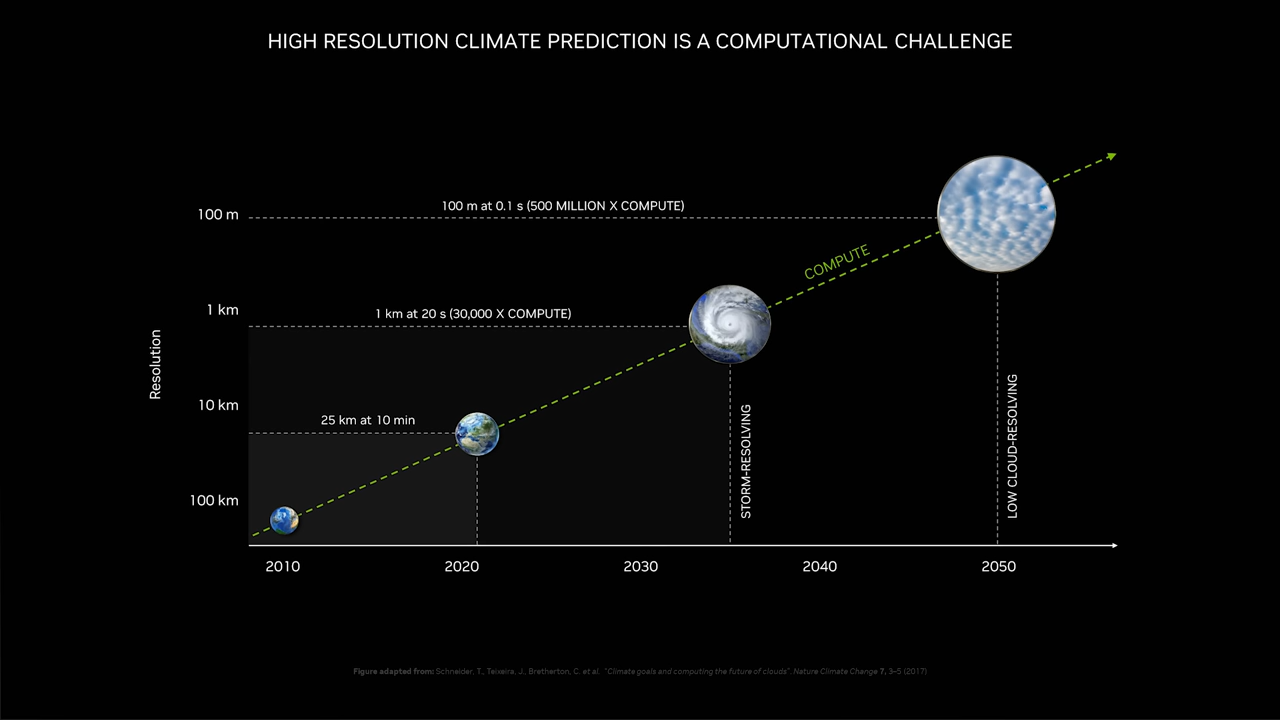 HIGH RESOLUTION CLIMATE PREDICTION IS A COMPUTATIONAL CHALLENGE
100 m
100 m at 0.1 s (500 MILLION X COMPUTE)
COMPUTE
1 km
1 km at 20 s (30,000 X COMPUTE)
Resolution
10 km
25 km at 10 min
STORM-RESOLVING
LOW CLOUD-RESOLVING
100 km
2010
2020
2030
2040
2050
Figure adapted from: Schneider, T., Teixeira, J., Bretherton, C. et al. "Climate goals and computing the future of clouds". Nature Climate Change 7, 3–5 (2017)